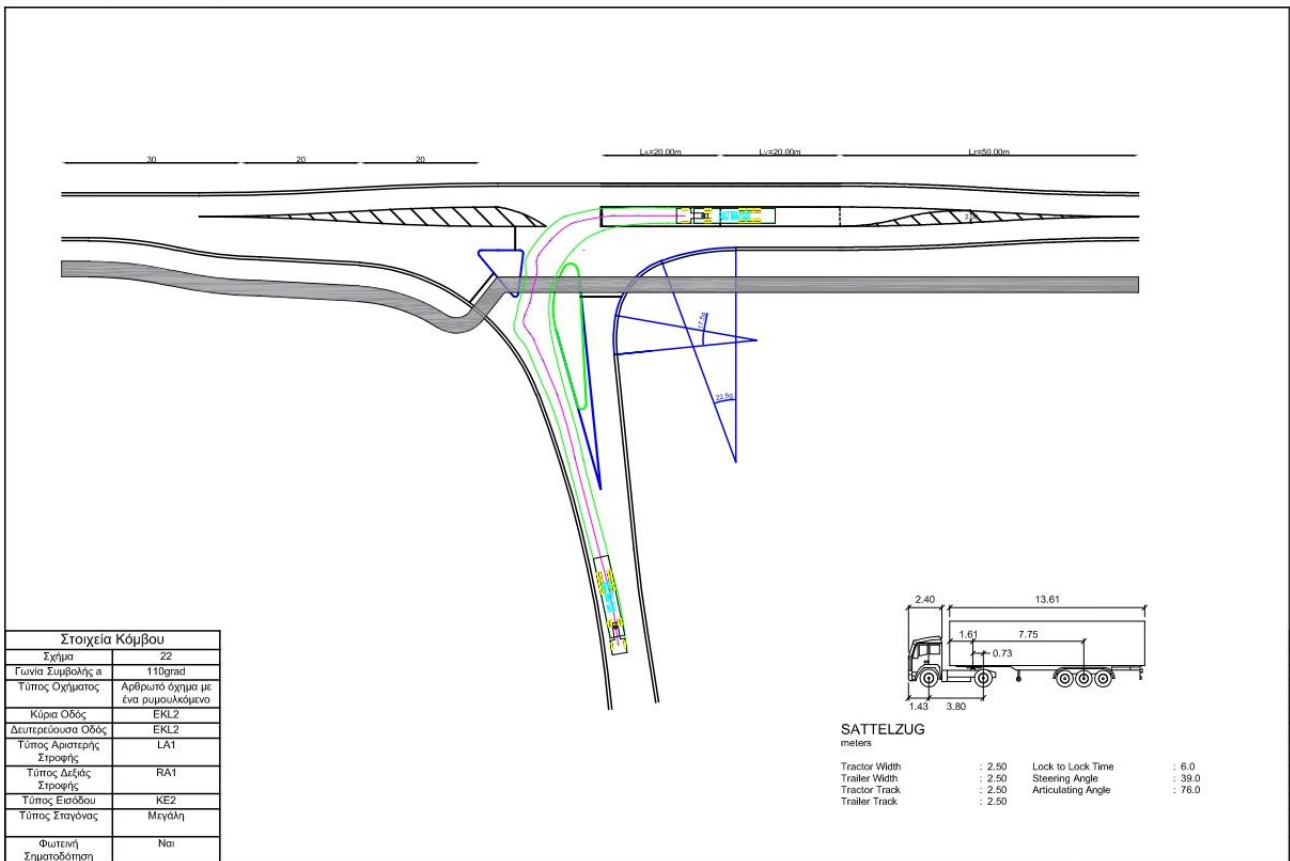 30
20
20
LA=20.00m
LV=20.00m
LZ=50.00m
17.5g
22.5g
Στοιχεία Κόμβου
Σχήμα 22
Γωνία Συμβολής a 110grad
Τύπος Οχήματος Αρθρωτό όχημα με
ένα ρυμουλκόμενο
Κύρια Οδός EKL2
Δευτερεύουσα Οδός EKL2
Τύπος Αριστερής LA1
Στροφής
Τύπος Δεξιάς RA1
Στροφής
Τύπος Εισόδου KE2
Τύπος Σταγόνας Μεγάλη
Φωτεινή Ναι
Σηματοδότηση
2.40
13.61
1.61
7.75
0.73
1.43
3.80
SATTELZUG
meters
Tractor Width : 2.50 Lock to Lock Time : 6.0
Trailer Width : 2.50 Steering Angle : 39.0
Tractor Track : 2.50 Articulating Angle : 76.0
Trailer Track : 2.50